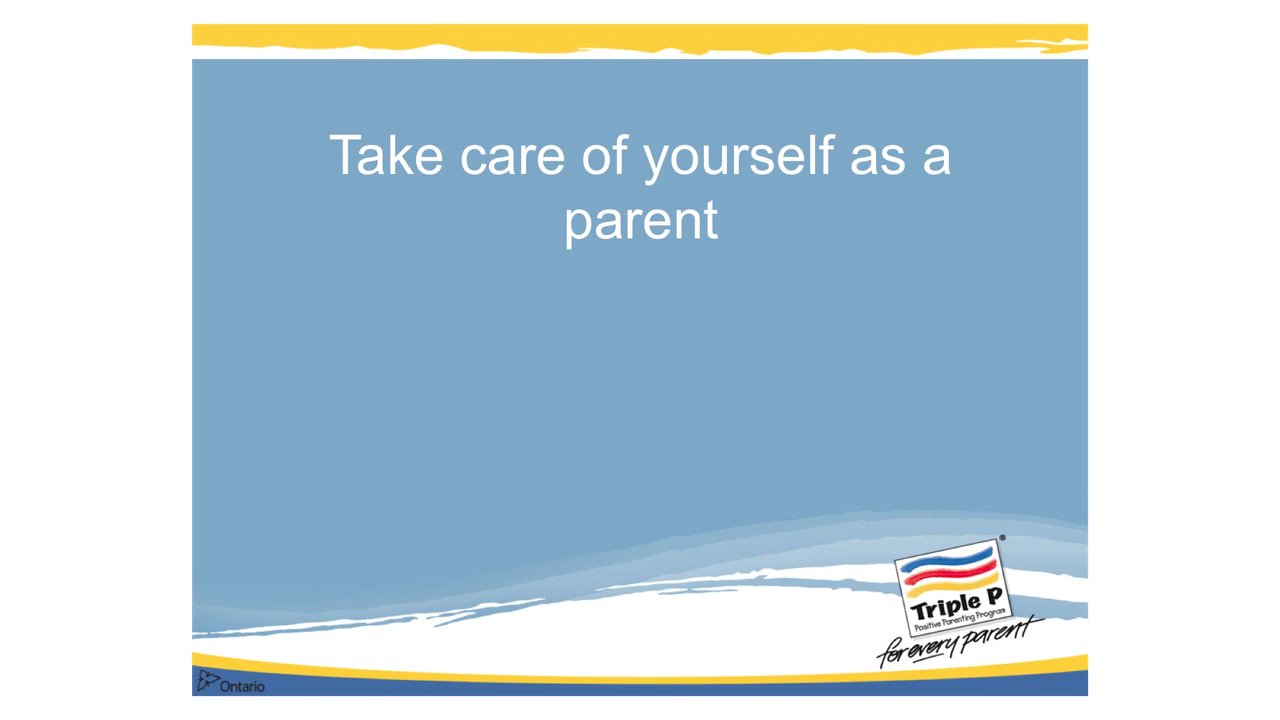 Take care of yourself as a
parent
Triple P
®
Positive Parenting Program
for every parent
Ontario